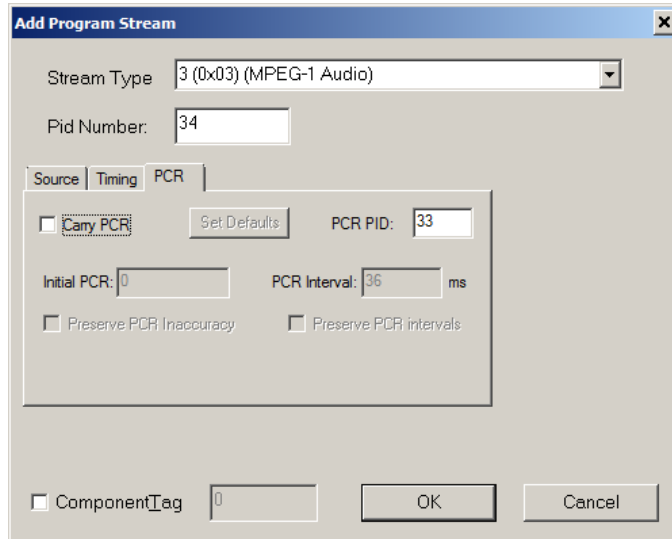 Add Program Stream
Stream Type 3 (0x03) (MPEG-1 Audio)
Pid Number: 34
Source Timing PCR
Carry PCR Set Defaults PCR PID: 33
Initial PCR: 0 PCR Interval: 36 ms
Preserve PCR Inaccuracy Preserve PCR intervals
ComponentTag 0 OK Cancel